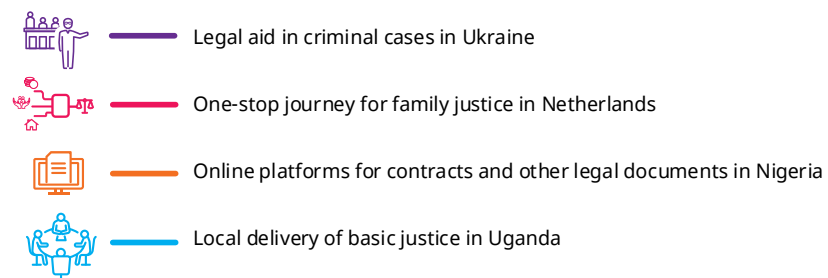 Legal aid in criminal cases in Ukraine
One-stop journey for family justice in Netherlands
Online platforms for contracts and other legal documents in Nigeria
Local delivery of basic justice in Uganda